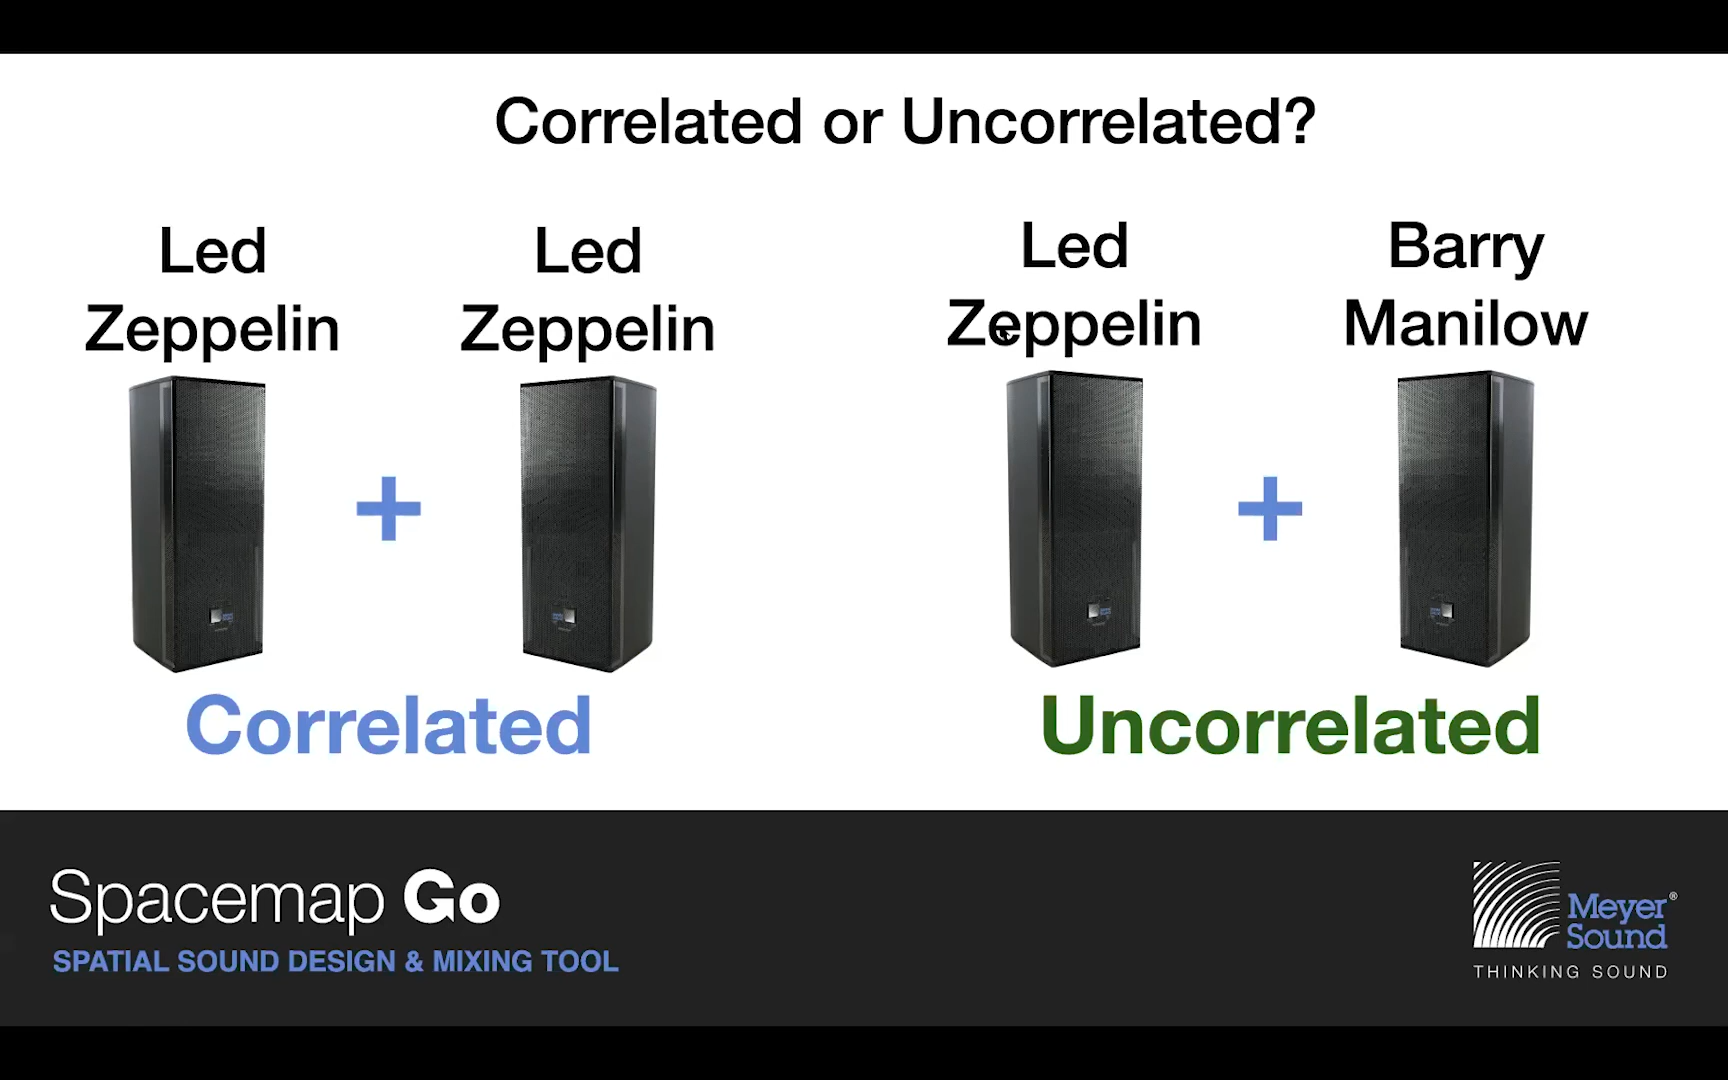 Correlated or Uncorrelated?
Led
Zeppelin
Led
Zeppelin
Led
Zeppelin
Barry
Manilow
+
+
Correlated
Uncorrelated
Spacemap Go
SPATIAL SOUND DESIGN & MIXING TOOL
Meyer®
Sound
THINKING SOUND